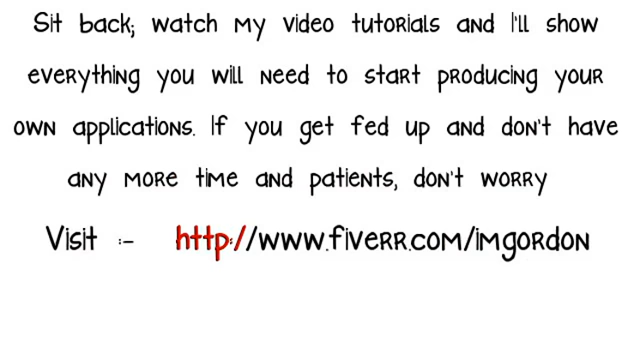 Sit back; watch my video tutorials and I'll show
everything you will need to start producing your
own applications. If you get fed up and don't have
any more time and patients, don't worry
Visit :- http://www.fiverr.com/imgordon